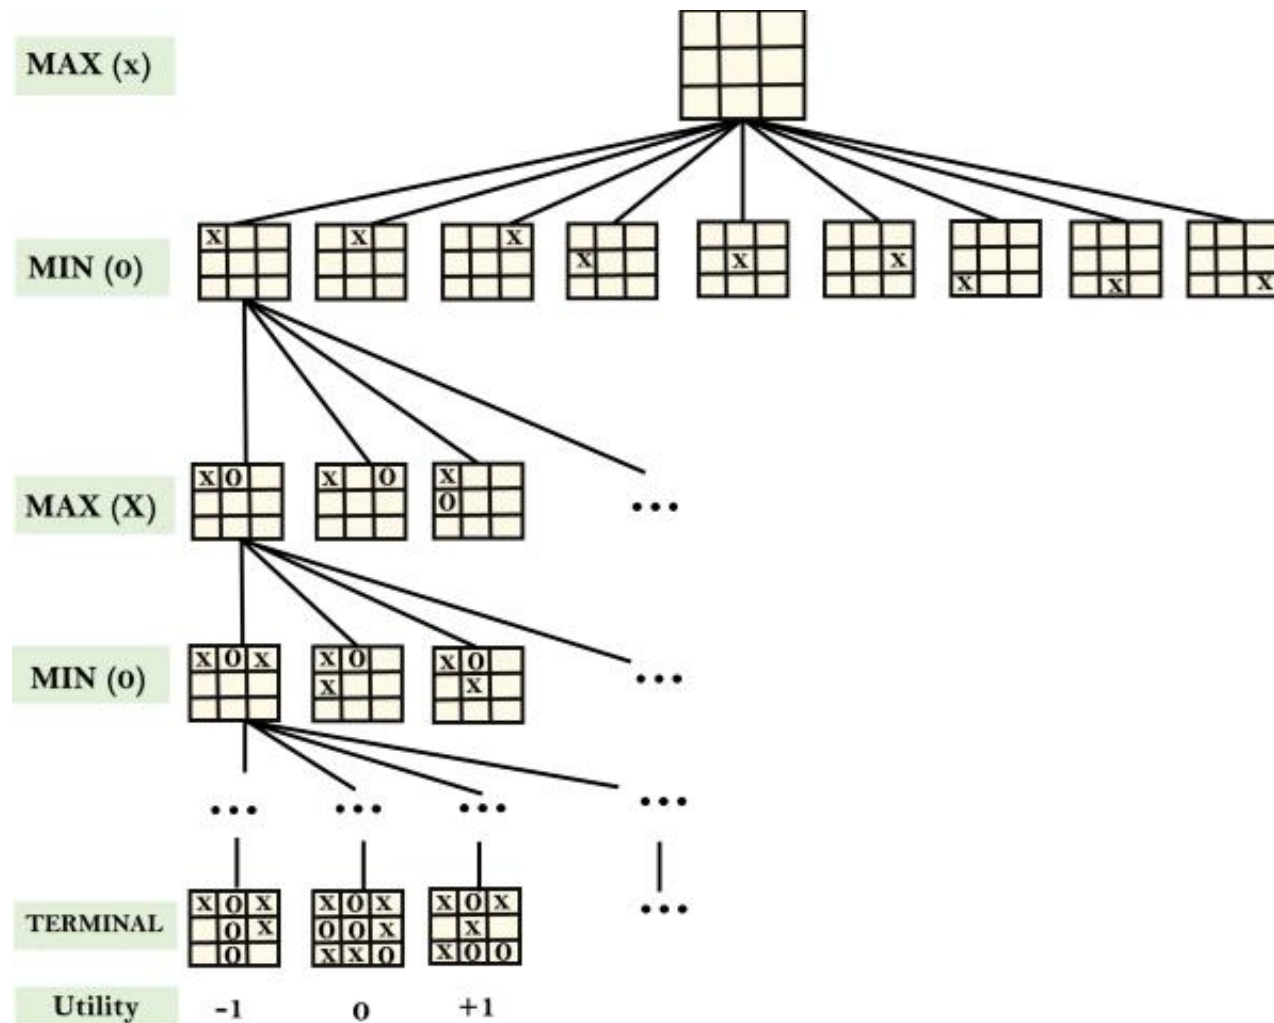 MAX (x)
MIN (0)
X X X X X X X X X
MAX (X)
X O X O X
O
...
MIN (0)
X O X X O X O
X X
...
... ... ... ...
TERMINAL
X O X X O X X O X
O X O O X X
O X X O X O O
...
Utility -1 0 +1